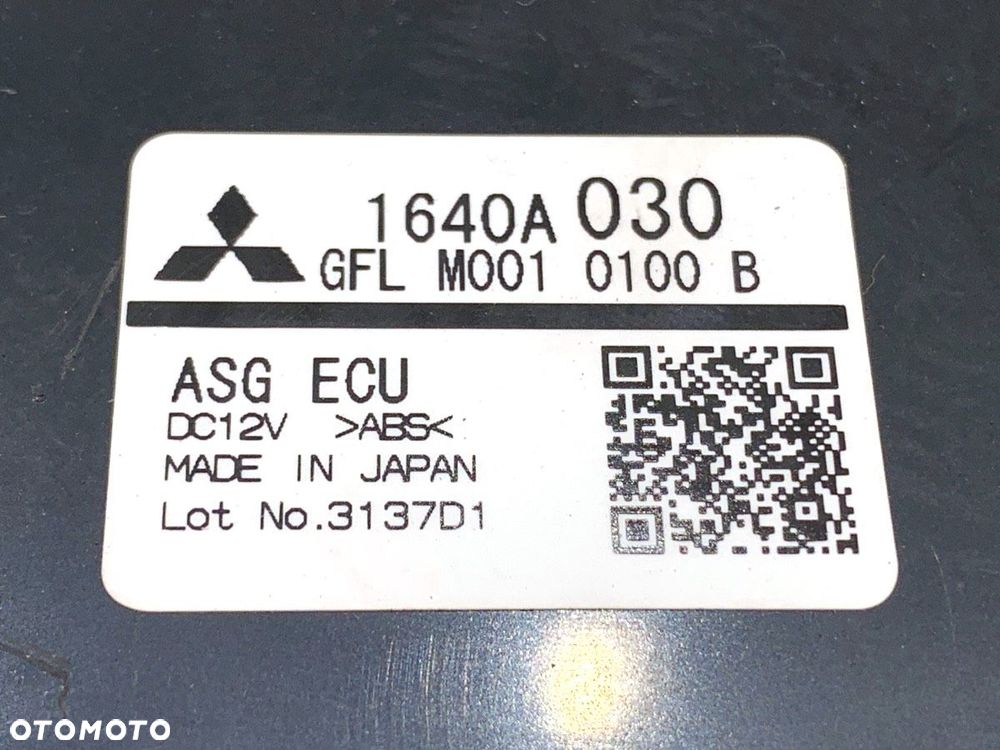 1640A 030
GFL M001 0100 B
ASG ECU
DC12V >ABS<
MADE IN JAPAN
Lot No.3137D1
OTOMOTO